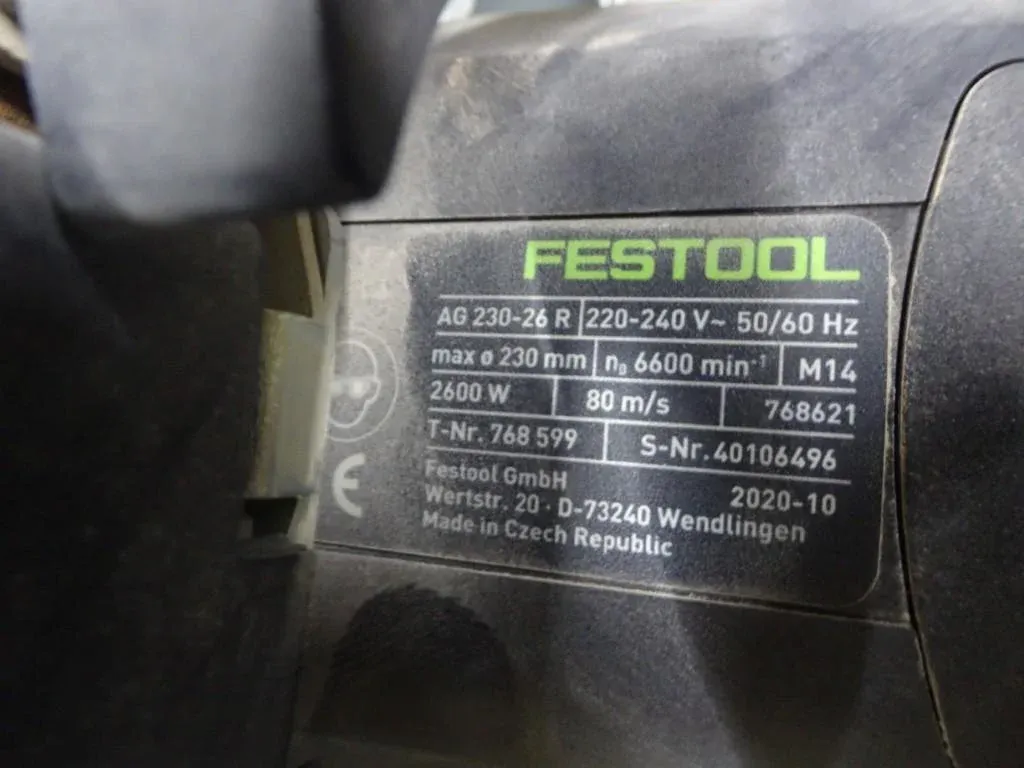 FESTOOL
AG 230-26 R 220-240 V~ 50/60 Hz
max ø 230 mm n₀ 6600 min⁻¹ M14
2600 W 80 m/s 768621
T-Nr. 768 599 S-Nr. 40106496
Festool GmbH 2020-10
Wertstr. 20 · D-73240 Wendlingen
Made in Czech Republic
CE